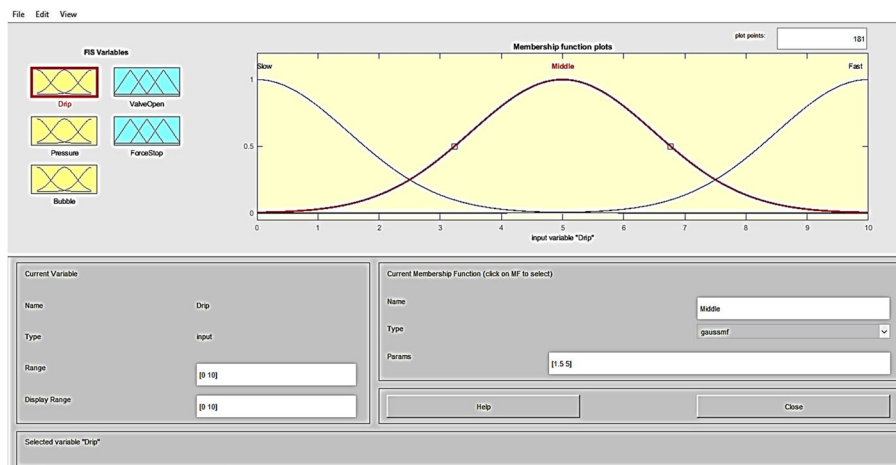 File Edit View
FIS Variables
Drip
ValveOpen
Pressure
ForceStop
Bubble
plot points:
181
Membership function plots
Slow
Middle
Fast
1
0.5
0
0 1 2 3 4 5 6 7 8 9 10
input variable "Drip"
Current Variable
Name Drip
Type input
Range [0 10]
Display Range [0 10]
Current Membership Function (click on MF to select)
Name Middle
Type gaussmf
Params [1.5 5]
Help Close
Selected variable "Drip"